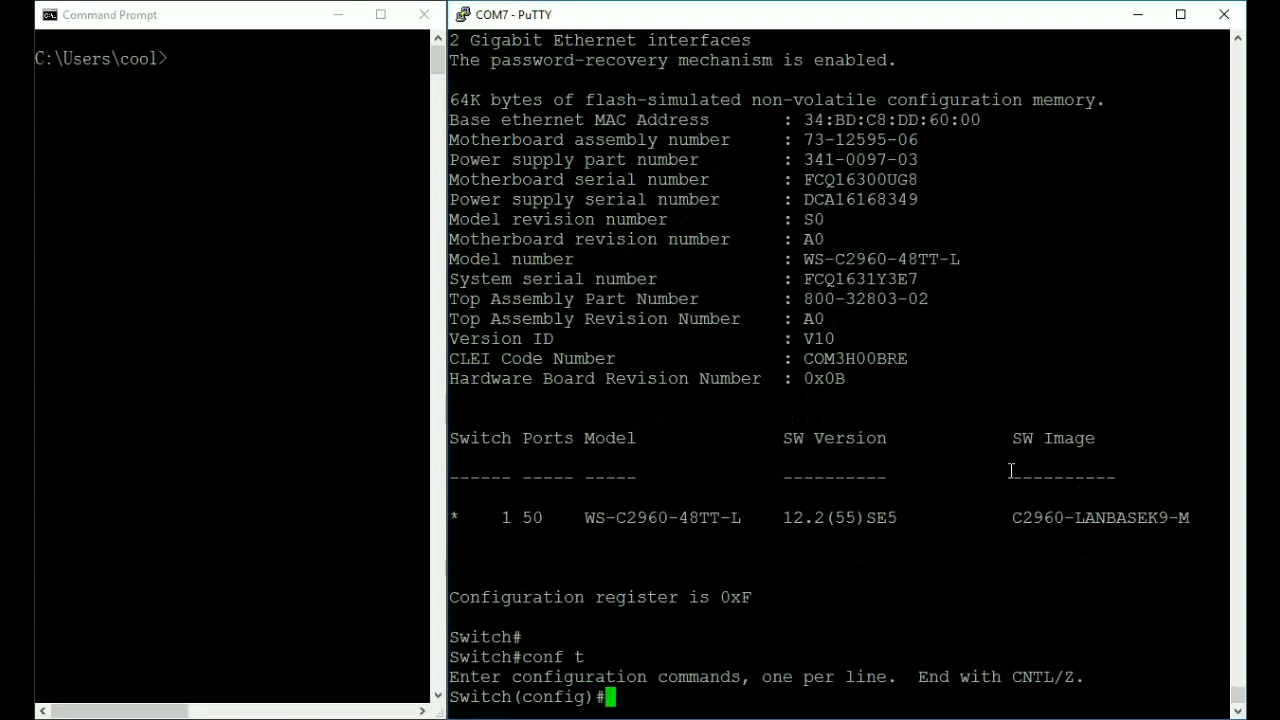 Command Prompt
C:\Users\cool>
COM7 - PuTTY
2 Gigabit Ethernet interfaces
The password-recovery mechanism is enabled.
64K bytes of flash-simulated non-volatile configuration memory.
Base ethernet MAC Address       : 34:BD:C8:DD:60:00
Motherboard assembly number     : 73-12595-06
Power supply part number        : 341-0097-03
Motherboard serial number       : FCQ16300UG8
Power supply serial number      : DCA16168349
Model revision number           : S0
Motherboard revision number     : A0
Model number                    : WS-C2960-48TT-L
System serial number            : FCQ1631Y3E7
Top Assembly Part Number        : 800-32803-02
Top Assembly Revision Number    : A0
Version ID                      : V10
CLEI Code Number                : COM3H00BRE
Hardware Board Revision Number  : 0x0B
Switch Ports Model              SW Version            SW Image
------ ----- -----              ----------            ----------
*    1 50    WS-C2960-48TT-L    12.2(55)SE5           C2960-LANBASEK9-M
Configuration register is 0xF
Switch#
Switch#conf t
Enter configuration commands, one per line.  End with CNTL/Z.
Switch(config)#